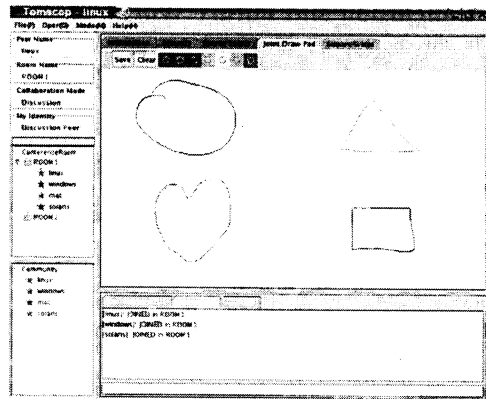 Tomscop - linux
File(F) Oper(O) Mode(M) Help(H)
Peer Name
linux
Room Name
ROOM 1
Collaboration Mode
Discussion
My Identity
Discussion Peer
ConferenceRoom
ROOM 1
linux
windows
mac
solaris
ROOM 2
Community
linux
windows
mac
solaris
Joint Draw Pad
Save Clear
[linux] JOINED in ROOM 1
[windows] JOINED in ROOM 1
[solaris] JOINED in ROOM 1